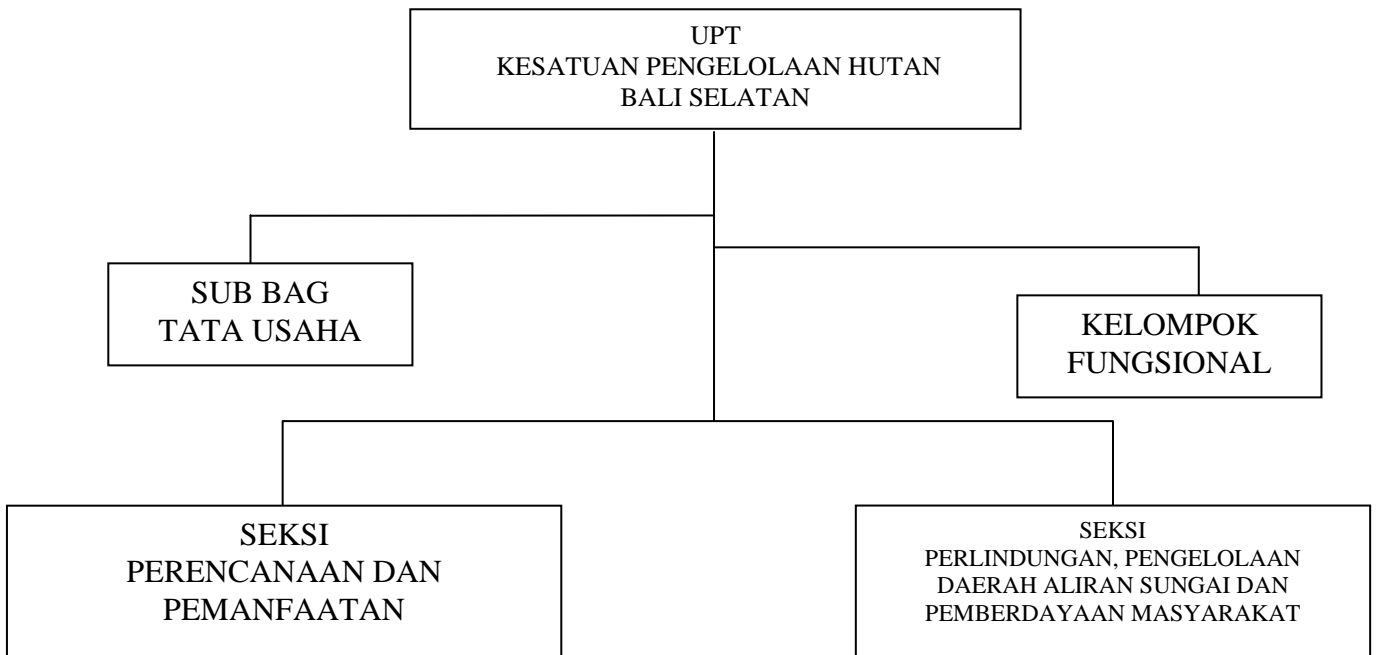 UPT
KESATUAN PENGELOLAAN HUTAN
BALI SELATAN
SUB BAG
TATA USAHA
KELOMPOK
FUNGSIONAL
SEKSI
PERENCANAAN DAN
PEMANFAATAN
SEKSI
PERLINDUNGAN, PENGELOLAAN
DAERAH ALIRAN SUNGAI DAN
PEMBERDAYAAN MASYARAKAT